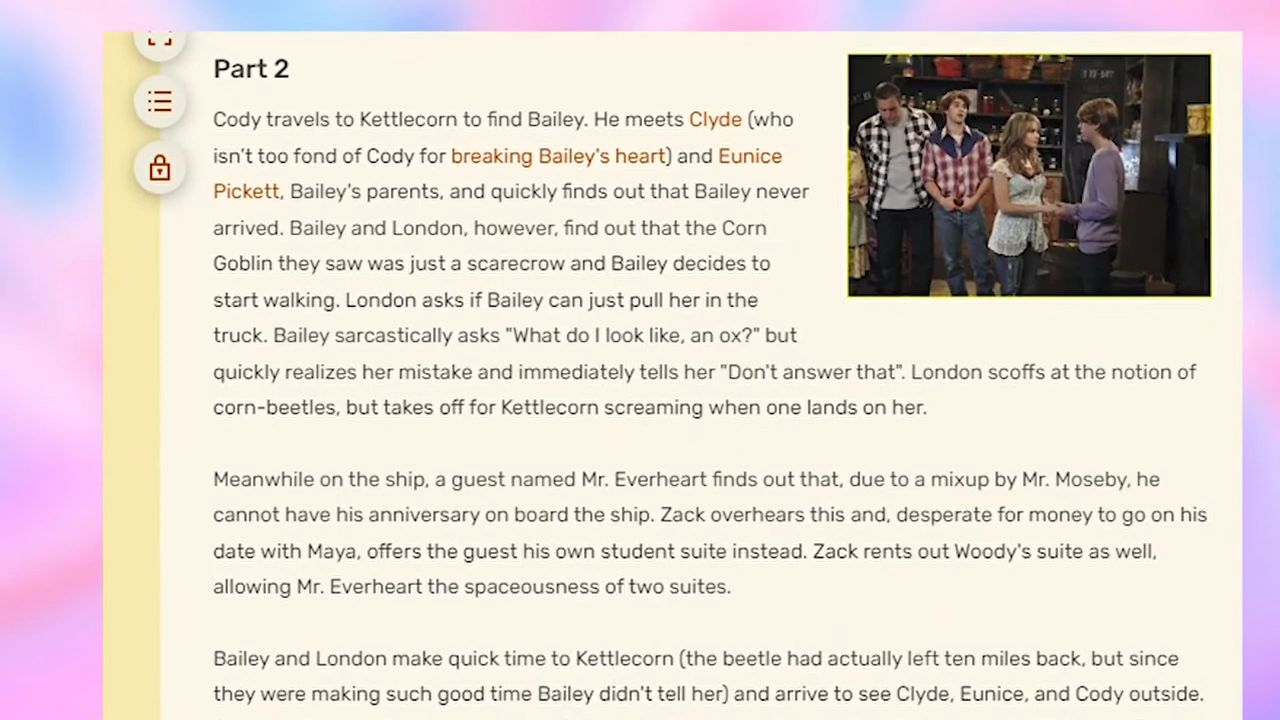 Part 2
Cody travels to Kettlecorn to find Bailey. He meets Clyde (who
isn't too fond of Cody for breaking Bailey's heart) and Eunice
Pickett, Bailey's parents, and quickly finds out that Bailey never
arrived. Bailey and London, however, find out that the Corn
Goblin they saw was just a scarecrow and Bailey decides to
start walking. London asks if Bailey can just pull her in the
truck. Bailey sarcastically asks "What do I look like, an ox?" but
quickly realizes her mistake and immediately tells her "Don't answer that". London scoffs at the notion of
corn-beetles, but takes off for Kettlecorn screaming when one lands on her.
Meanwhile on the ship, a guest named Mr. Everheart finds out that, due to a mixup by Mr. Moseby, he
cannot have his anniversary on board the ship. Zack overhears this and, desperate for money to go on his
date with Maya, offers the guest his own student suite instead. Zack rents out Woody's suite as well,
allowing Mr. Everheart the spaceousness of two suites.
Bailey and London make quick time to Kettlecorn (the beetle had actually left ten miles back, but since
they were making such good time Bailey didn't tell her) and arrive to see Clyde, Eunice, and Cody outside.